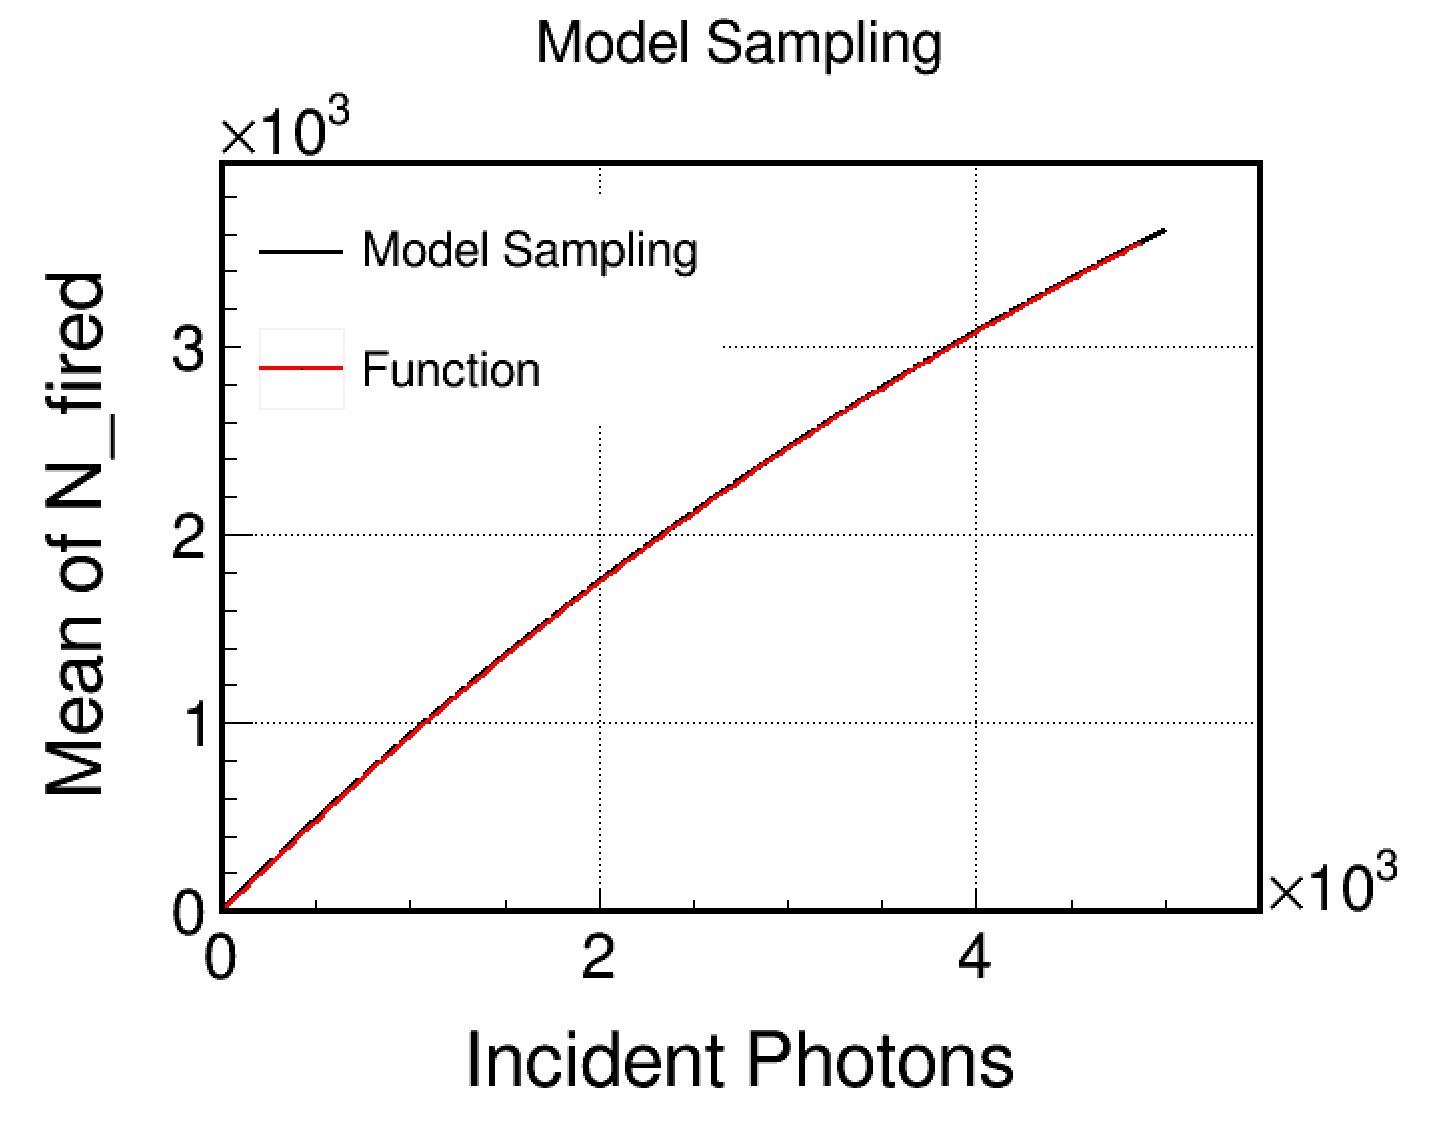 Model Sampling
×10³
Model Sampling
Function
3
2
1
0
Mean of N_fired
0 2 4
×10³
Incident Photons